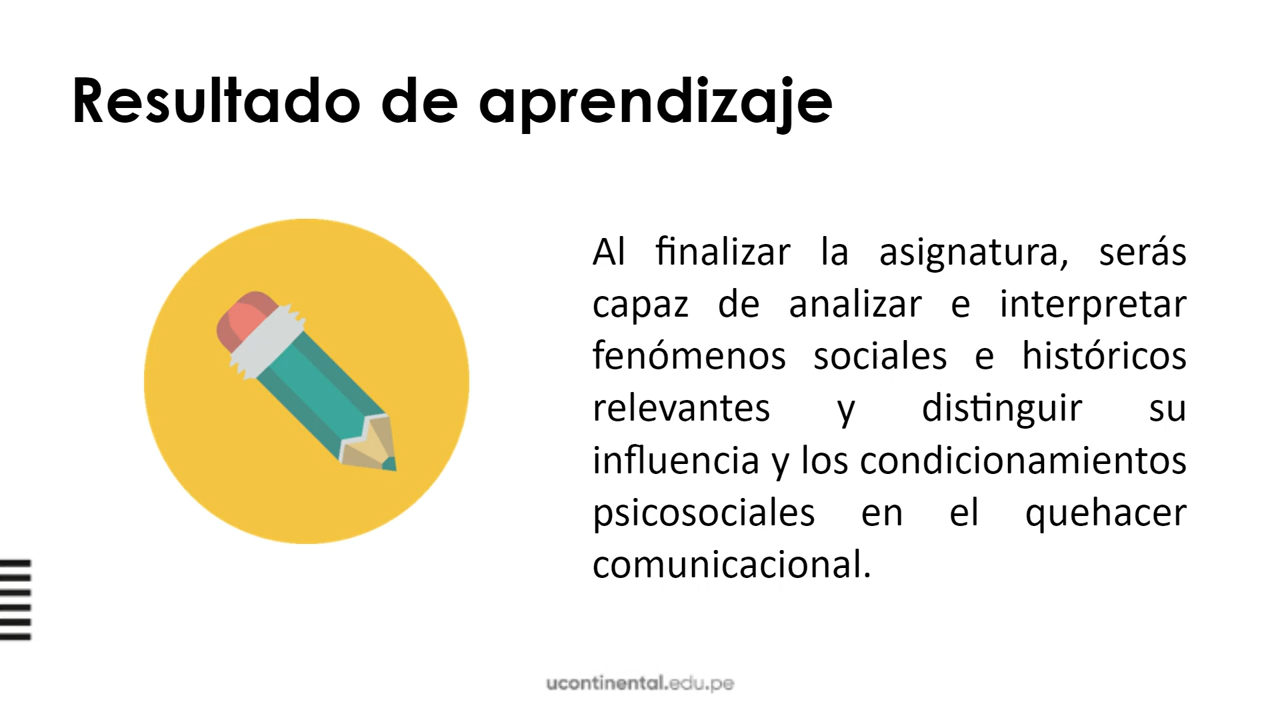 Resultado de aprendizaje
Al finalizar la asignatura, serás
capaz de analizar e interpretar
fenómenos sociales e históricos
relevantes y distinguir su
influencia y los condicionamientos
psicosociales en el quehacer
comunicacional.
ucontinental.edu.pe